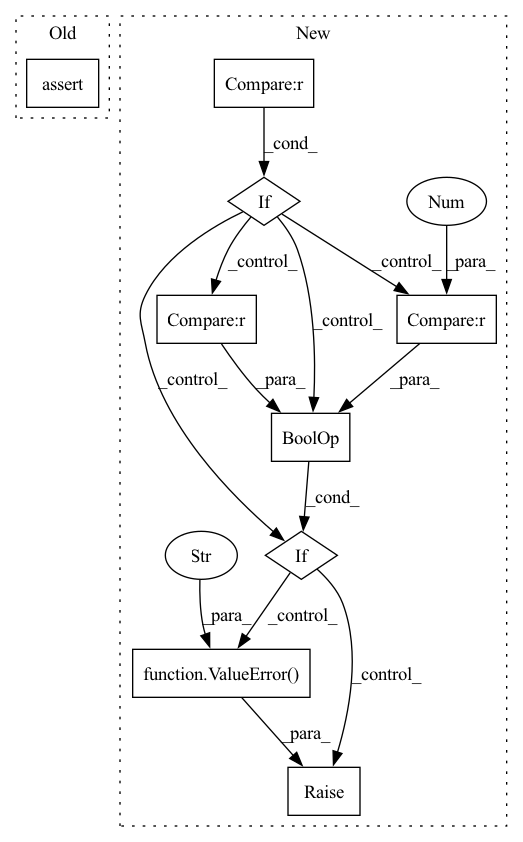 Old
New
assert
Compare:r
_cond_
If
Num
_control_
_control_
_para_
Compare:r
_control_
Compare:r
_control_
_para_
_para_
BoolOp
_cond_
Str
If
_para_
_control_
function.ValueError()
_control_
_para_
Raise